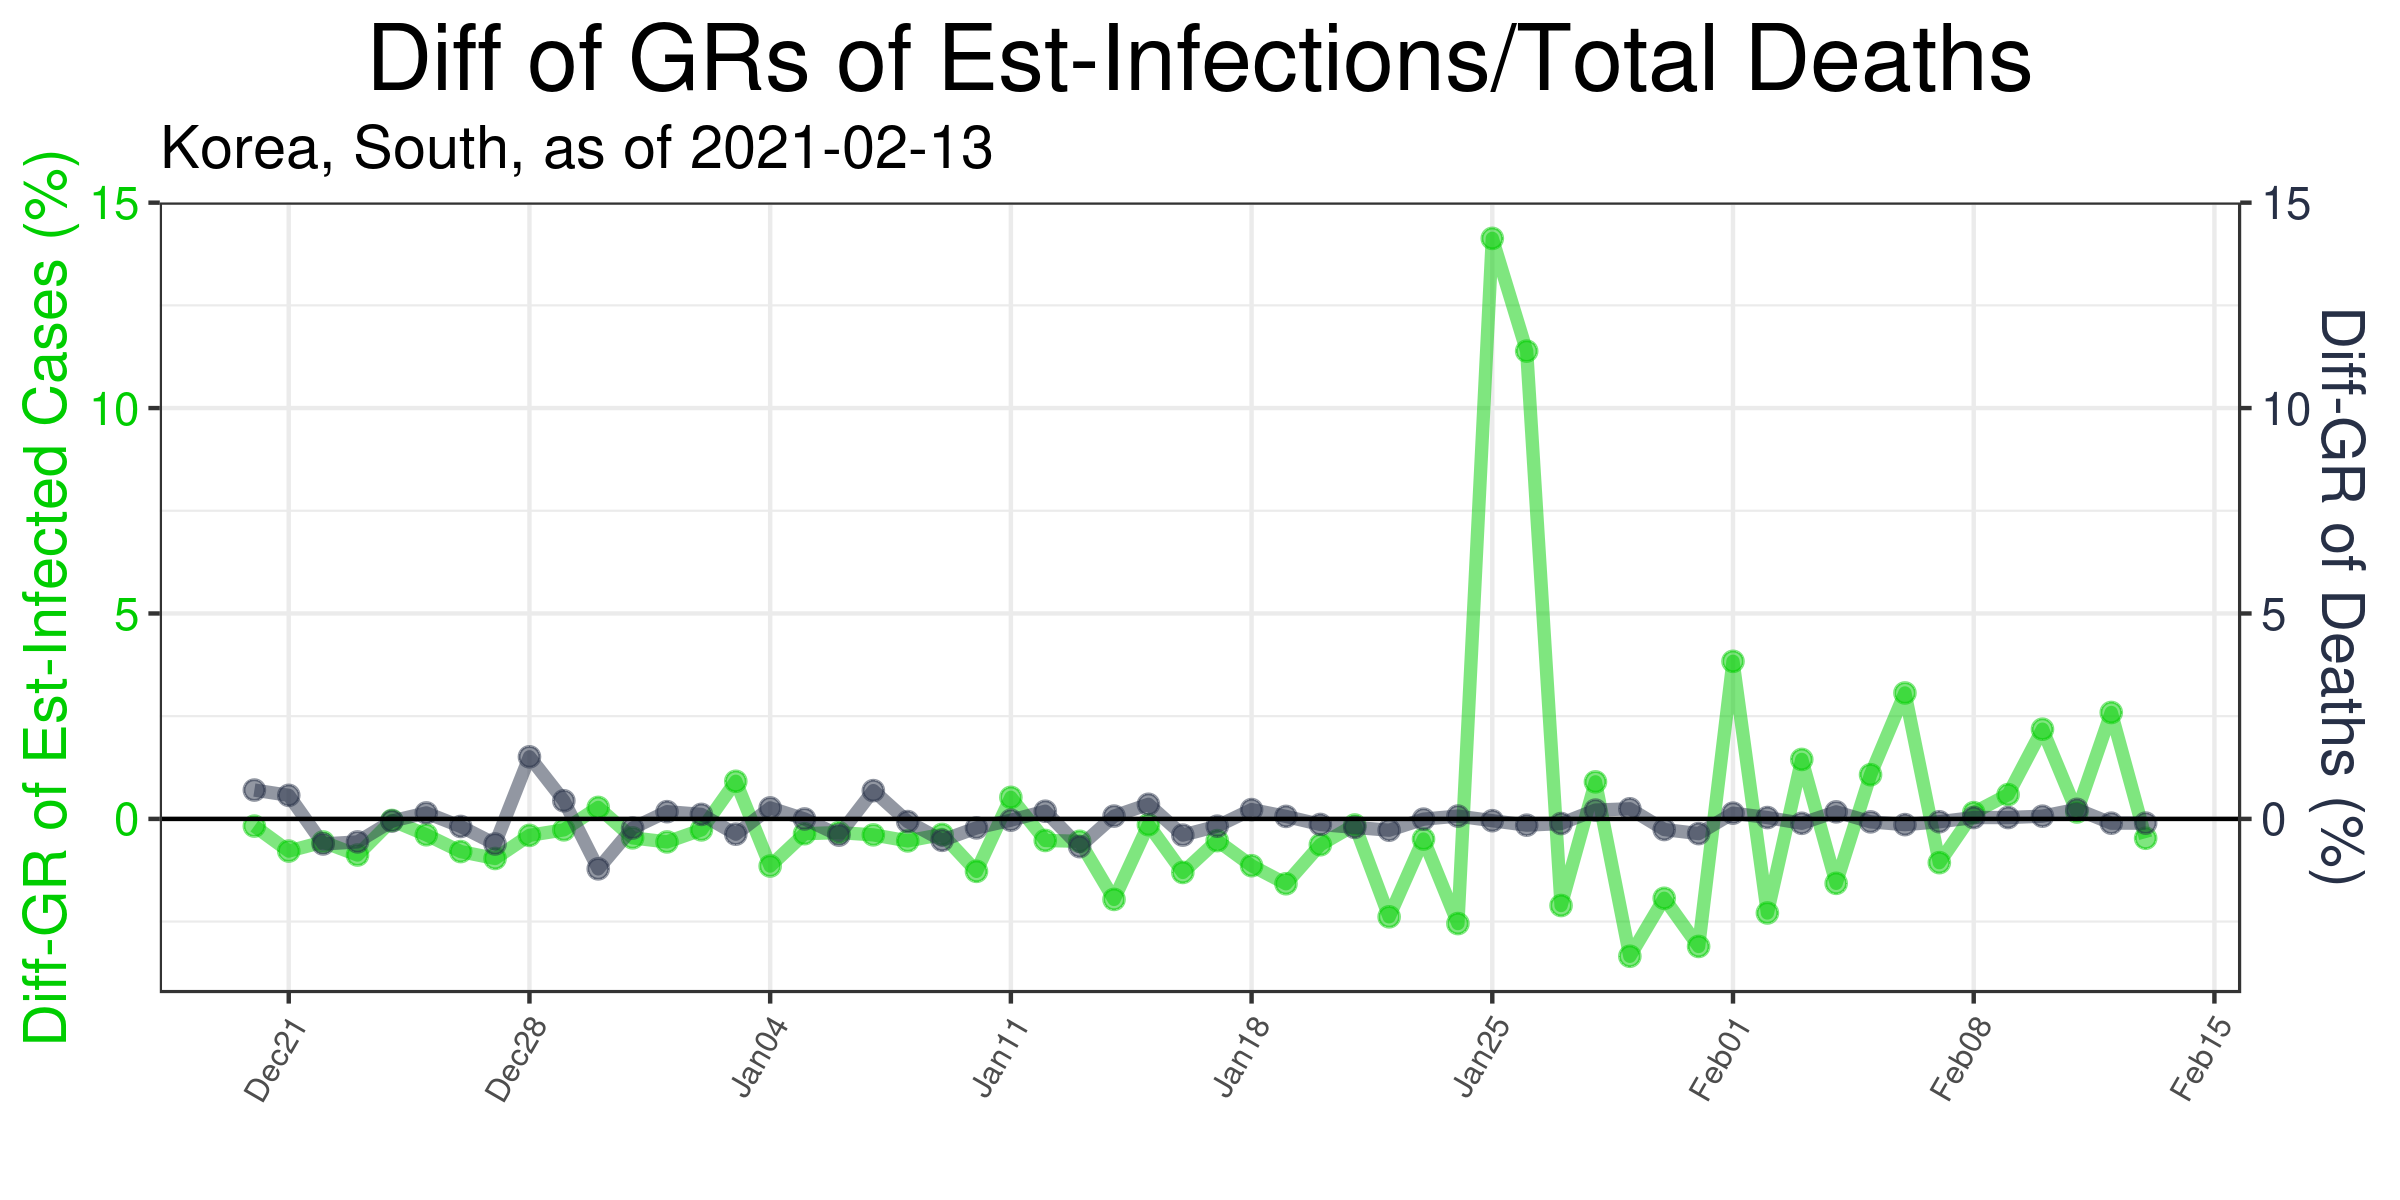 Diff of GRs of Est-Infections/Total Deaths
Korea, South, as of 2021-02-13
Diff-GR of Est-Infected Cases (%)
15
10
5
0
15
10
5
0
Diff-GR of Deaths (%)
Dec21
Dec28
Jan04
Jan11
Jan18
Jan25
Feb01
Feb08
Feb15